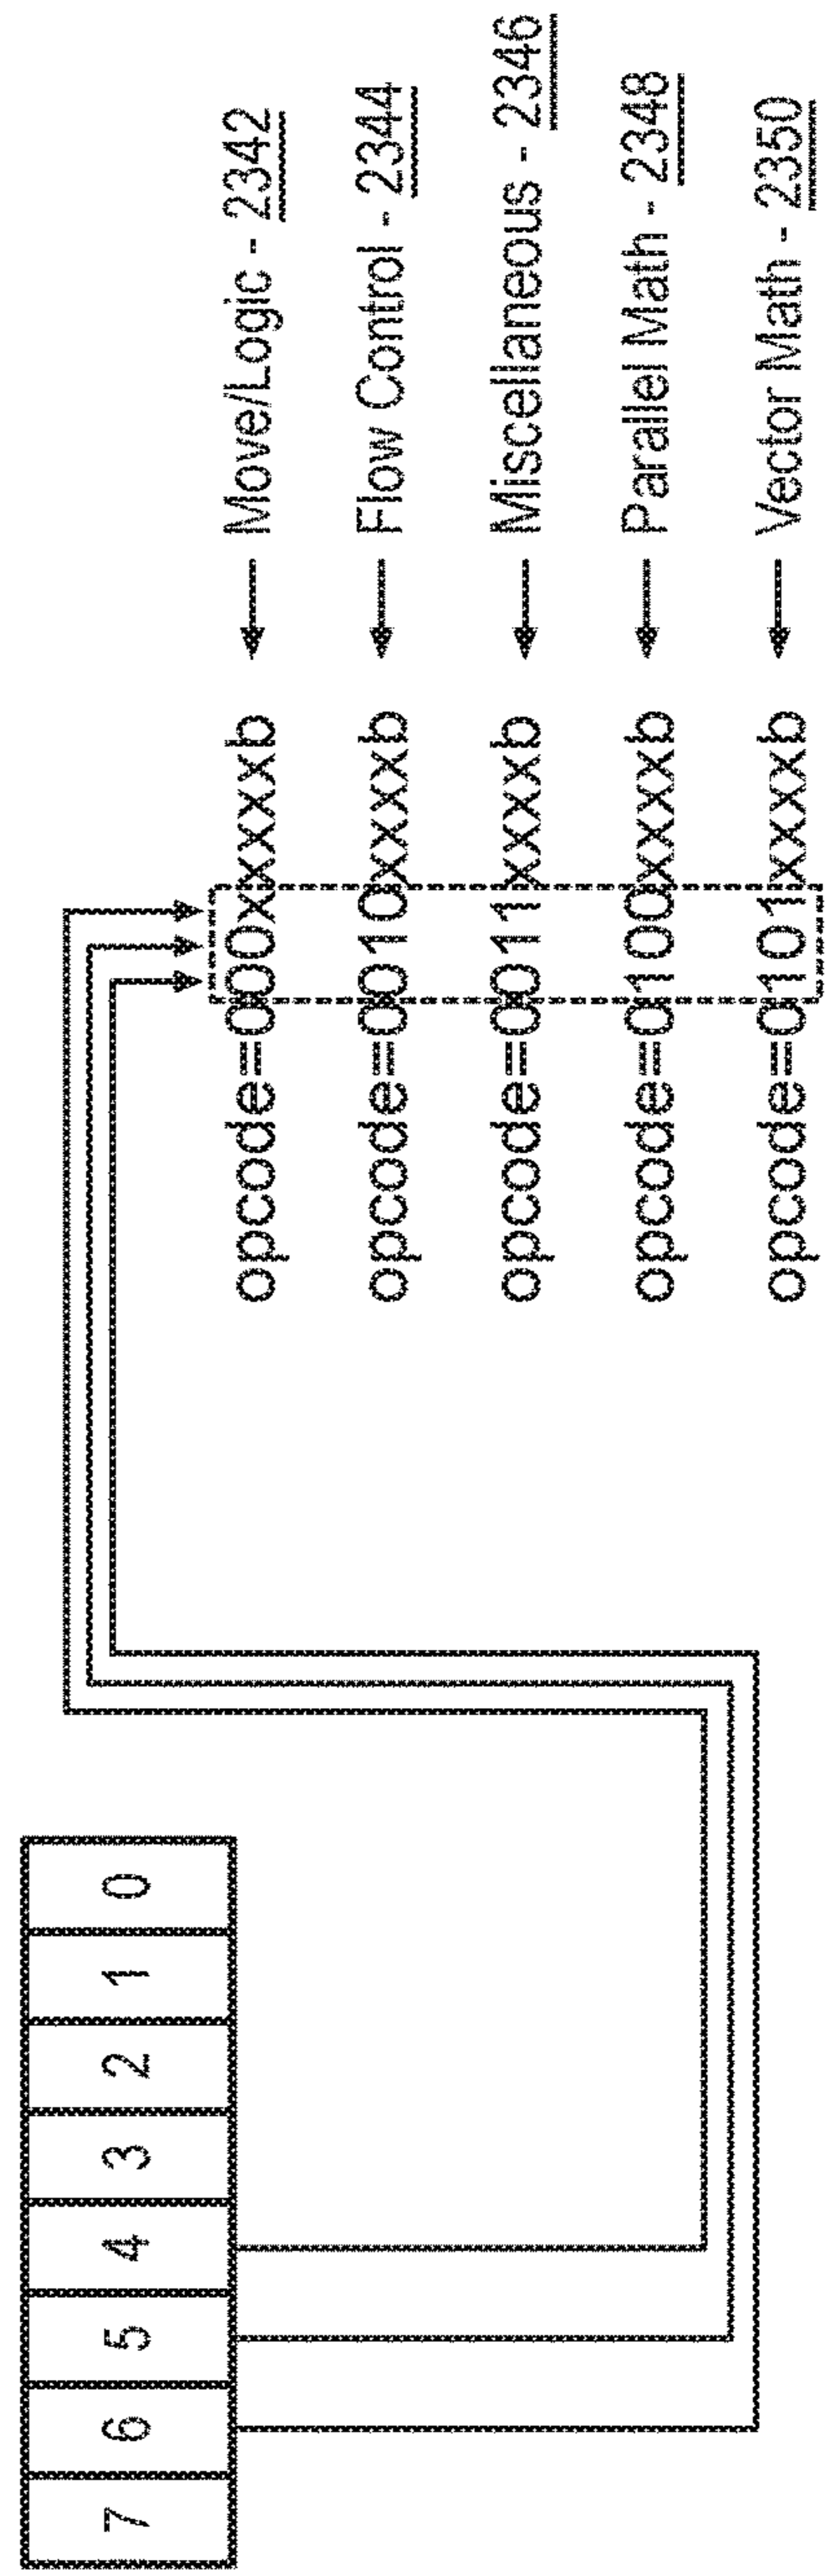 7 6 5 4 3 2 1 0
opcode=000xxxxxb ← Move/Logic - 2342
opcode=0010xxxxb ← Flow Control - 2344
opcode=0011xxxxb ← Miscellaneous - 2346
opcode=0100xxxxb ← Parallel Math - 2348
opcode=0101xxxxb ← Vector Math - 2350